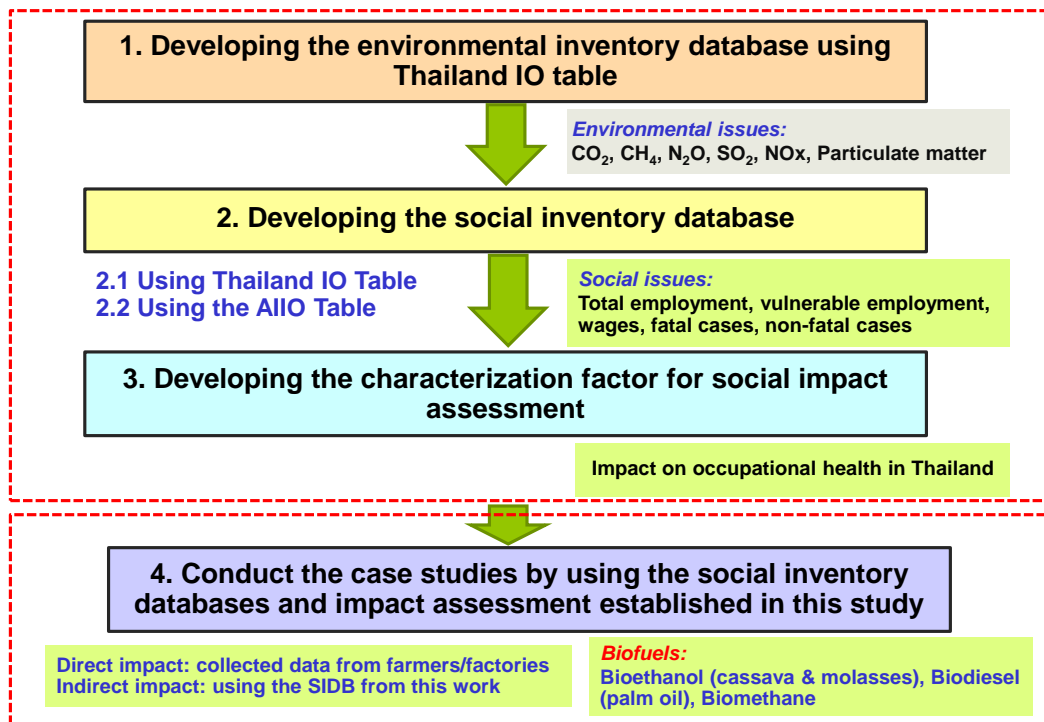 1. Developing the environmental inventory database using
Thailand IO table
Environmental issues:
CO₂, CH₄, N₂O, SO₂, NOx, Particulate matter
2. Developing the social inventory database
2.1 Using Thailand IO Table
2.2 Using the AIIO Table
Social issues:
Total employment, vulnerable employment,
wages, fatal cases, non-fatal cases
3. Developing the characterization factor for social impact
assessment
Impact on occupational health in Thailand
4. Conduct the case studies by using the social inventory
databases and impact assessment established in this study
Direct impact: collected data from farmers/factories
Indirect impact: using the SIDB from this work
Biofuels:
Bioethanol (cassava & molasses), Biodiesel
(palm oil), Biomethane